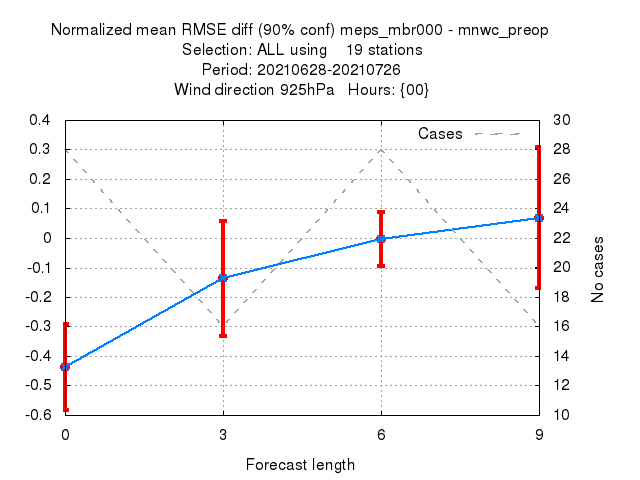 Normalized mean RMSE diff (90% conf) meps_mbr000 - mnwc_preop
Selection: ALL using    19 stations
Period: 20210628-20210726
Wind direction 925hPa   Hours: {00}
0.4
0.3
0.2
0.1
0
-0.1
-0.2
-0.3
-0.4
-0.5
-0.6
Cases
30
28
26
24
22
20
18
16
14
12
10
No cases
0 3 6 9
Forecast length